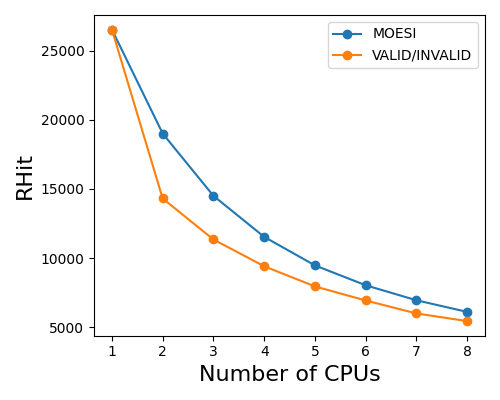 MOESI
VALID/INVALID
RHit
25000
20000
15000
10000
5000
1 2 3 4 5 6 7 8
Number of CPUs